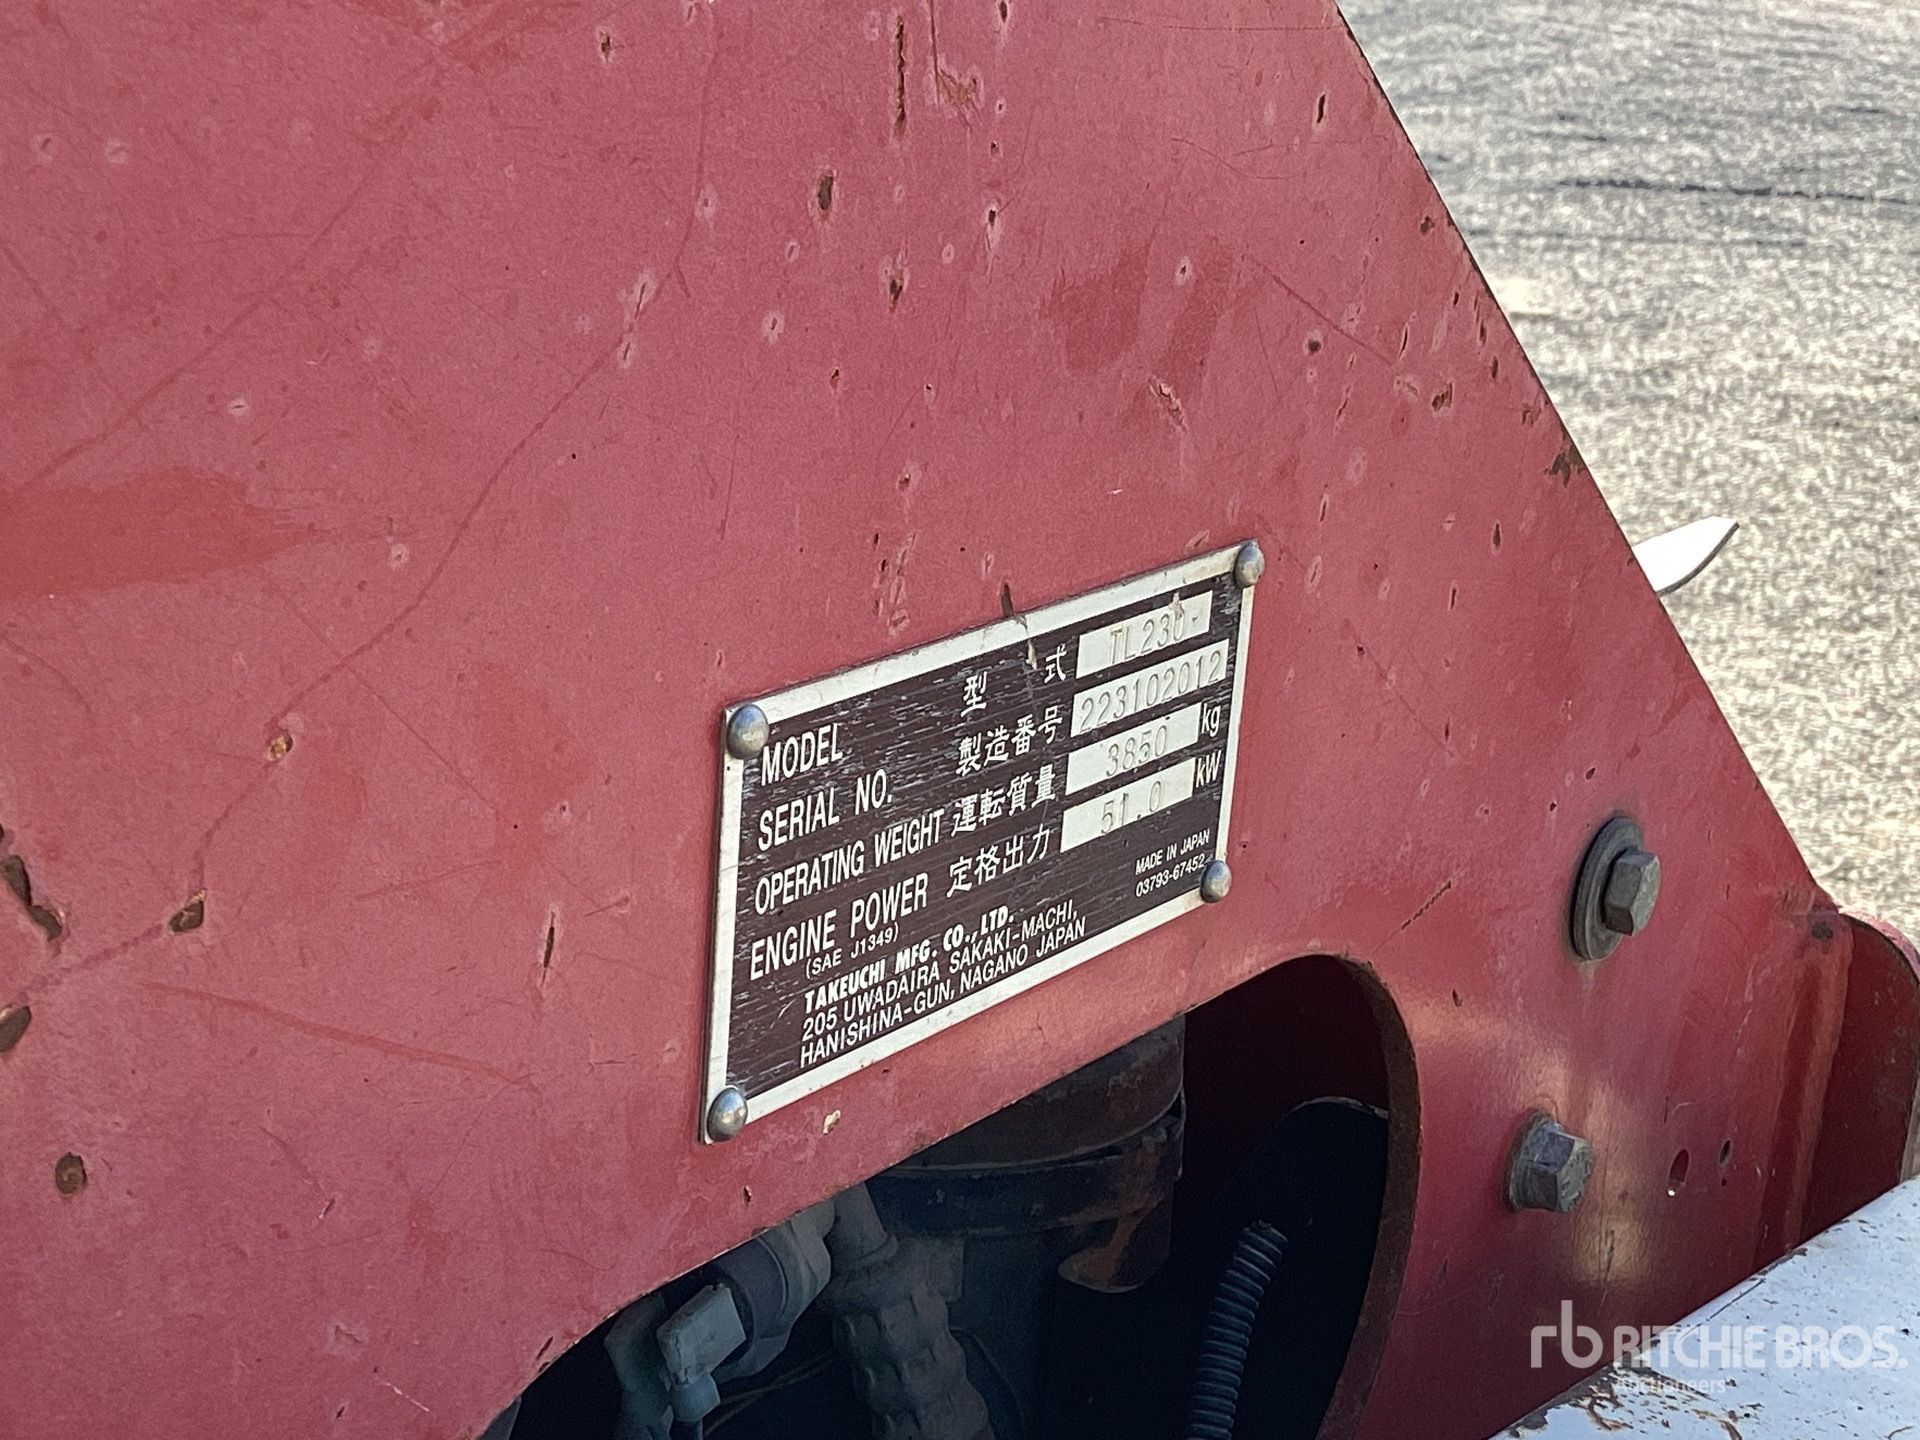 MODEL 型式 TL230
SERIAL NO. 製造番号 223102012
OPERATING WEIGHT 運転質量 3850 kg
ENGINE POWER 定格出力 51.0 kW
(SAE J1349)
MADE IN JAPAN
03793-67452
TAKEUCHI MFG. CO.,LTD.
205 UWADAIRA SAKAKI-MACHI,
HANISHINA-GUN, NAGANO JAPAN
rb RITCHIE BROS.
Auctioneers